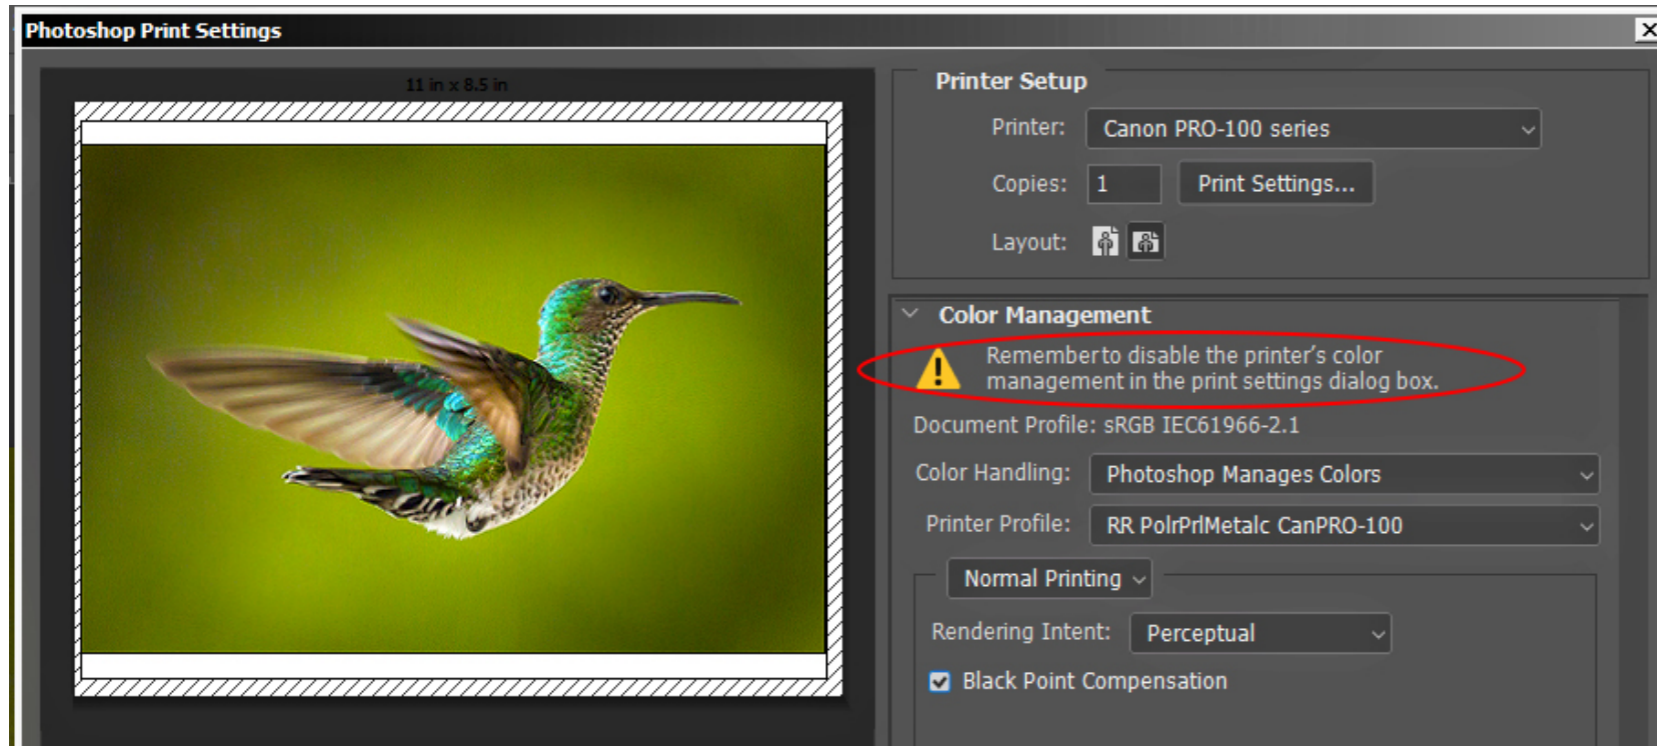 Photoshop Print Settings
11 in x 8.5 in
Printer Setup
Printer: Canon PRO-100 series
Copies: 1 Print Settings...
Layout:
Color Management
Remember to disable the printer's color
management in the print settings dialog box.
Document Profile: sRGB IEC61966-2.1
Color Handling: Photoshop Manages Colors
Printer Profile: RR PolrPrlMetalc CanPRO-100
Normal Printing
Rendering Intent: Perceptual
Black Point Compensation